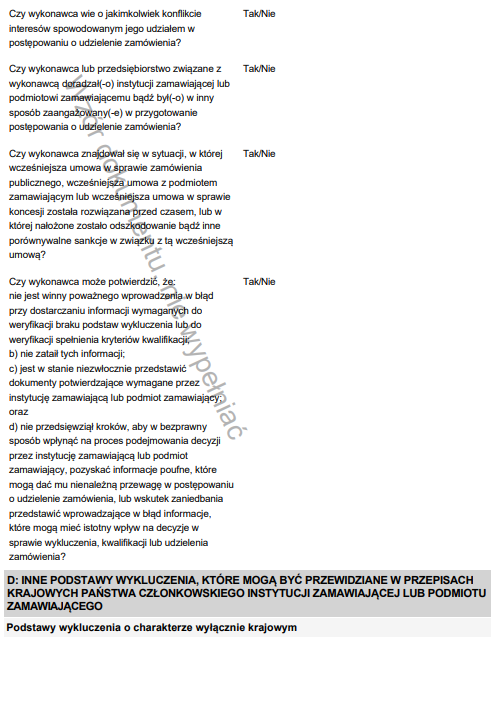 Czy wykonawca wie o jakimkolwiek konflikcie Tak/Nie
interesów spowodowanym jego udziałem w
postępowaniu o udzielenie zamówienia?
Czy wykonawca lub przedsiębiorstwo związane z Tak/Nie
wykonawcą doradzał(-o) instytucji zamawiającej lub
podmiotowi zamawiającemu bądź był(-o) w inny
sposób zaangażowany(-e) w przygotowanie
postępowania o udzielenie zamówienia?
Czy wykonawca znajdował się w sytuacji, w której Tak/Nie
wcześniejsza umowa w sprawie zamówienia
publicznego, wcześniejsza umowa z podmiotem
zamawiającym lub wcześniejsza umowa w sprawie
koncesji została rozwiązana przed czasem, lub w
której nałożone zostało odszkodowanie bądź inne
porównywalne sankcje w związku z tą wcześniejszą
umową?
Czy wykonawca może potwierdzić, że: Tak/Nie
nie jest winny poważnego wprowadzenia w błąd
przy dostarczaniu informacji wymaganych do
weryfikacji braku podstaw wykluczenia lub do
weryfikacji spełnienia kryteriów kwalifikacji;
b) nie zataił tych informacji;
c) jest w stanie niezwłocznie przedstawić
dokumenty potwierdzające wymagane przez
instytucję zamawiającą lub podmiot zamawiający;
oraz
d) nie przedsięwziął kroków, aby w bezprawny
sposób wpłynąć na proces podejmowania decyzji
przez instytucję zamawiającą lub podmiot
zamawiający, pozyskać informacje poufne, które
mogą dać mu nienależną przewagę w postępowaniu
o udzielenie zamówienia, lub wskutek zaniedbania
przedstawić wprowadzające w błąd informacje,
które mogą mieć istotny wpływ na decyzje w
sprawie wykluczenia, kwalifikacji lub udzielenia
zamówienia?
Wzór dokumentu, nie wypełniać
D: INNE PODSTAWY WYKLUCZENIA, KTÓRE MOGĄ BYĆ PRZEWIDZIANE W PRZEPISACH
KRAJOWYCH PAŃSTWA CZŁONKOWSKIEGO INSTYTUCJI ZAMAWIAJĄCEJ LUB PODMIOTU
ZAMAWIAJĄCEGO
Podstawy wykluczenia o charakterze wyłącznie krajowym